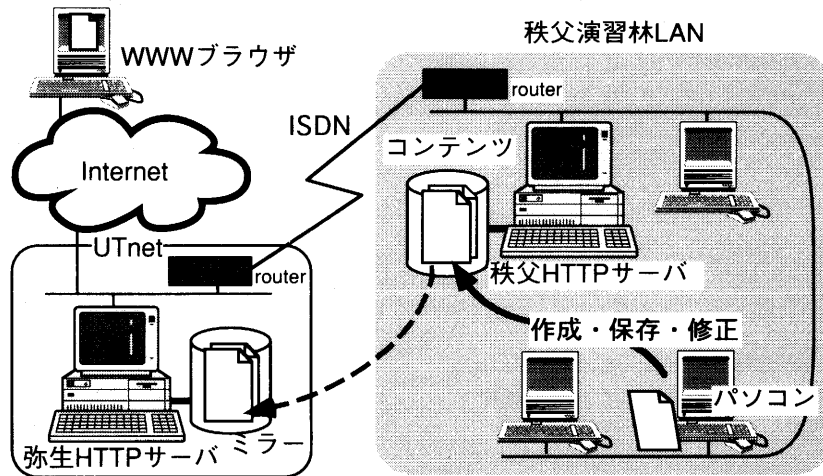 秩父演習林LAN
WWWブラウザ
router
ISDN
コンテンツ
Internet
UTnet
router
秩父HTTPサーバ
作成・保存・修正
パソコン
ミラー
弥生HTTPサーバ